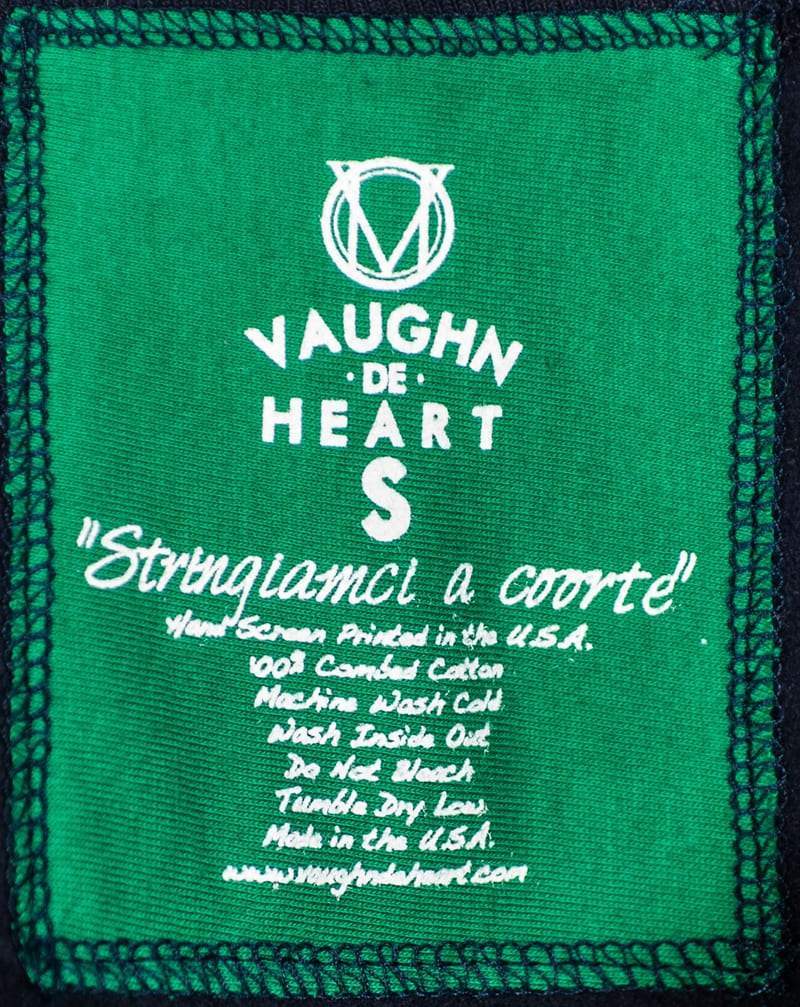 VAUGHN
· DE ·
HEART
S
"Stringiamci a coorte"
Hand Screen Printed in the U.S.A.
100% Combed Cotton
Machine Wash Cold
Wash Inside Out
Do Not Bleach
Tumble Dry Low
Made in the U.S.A.
www.vaughndeheart.com